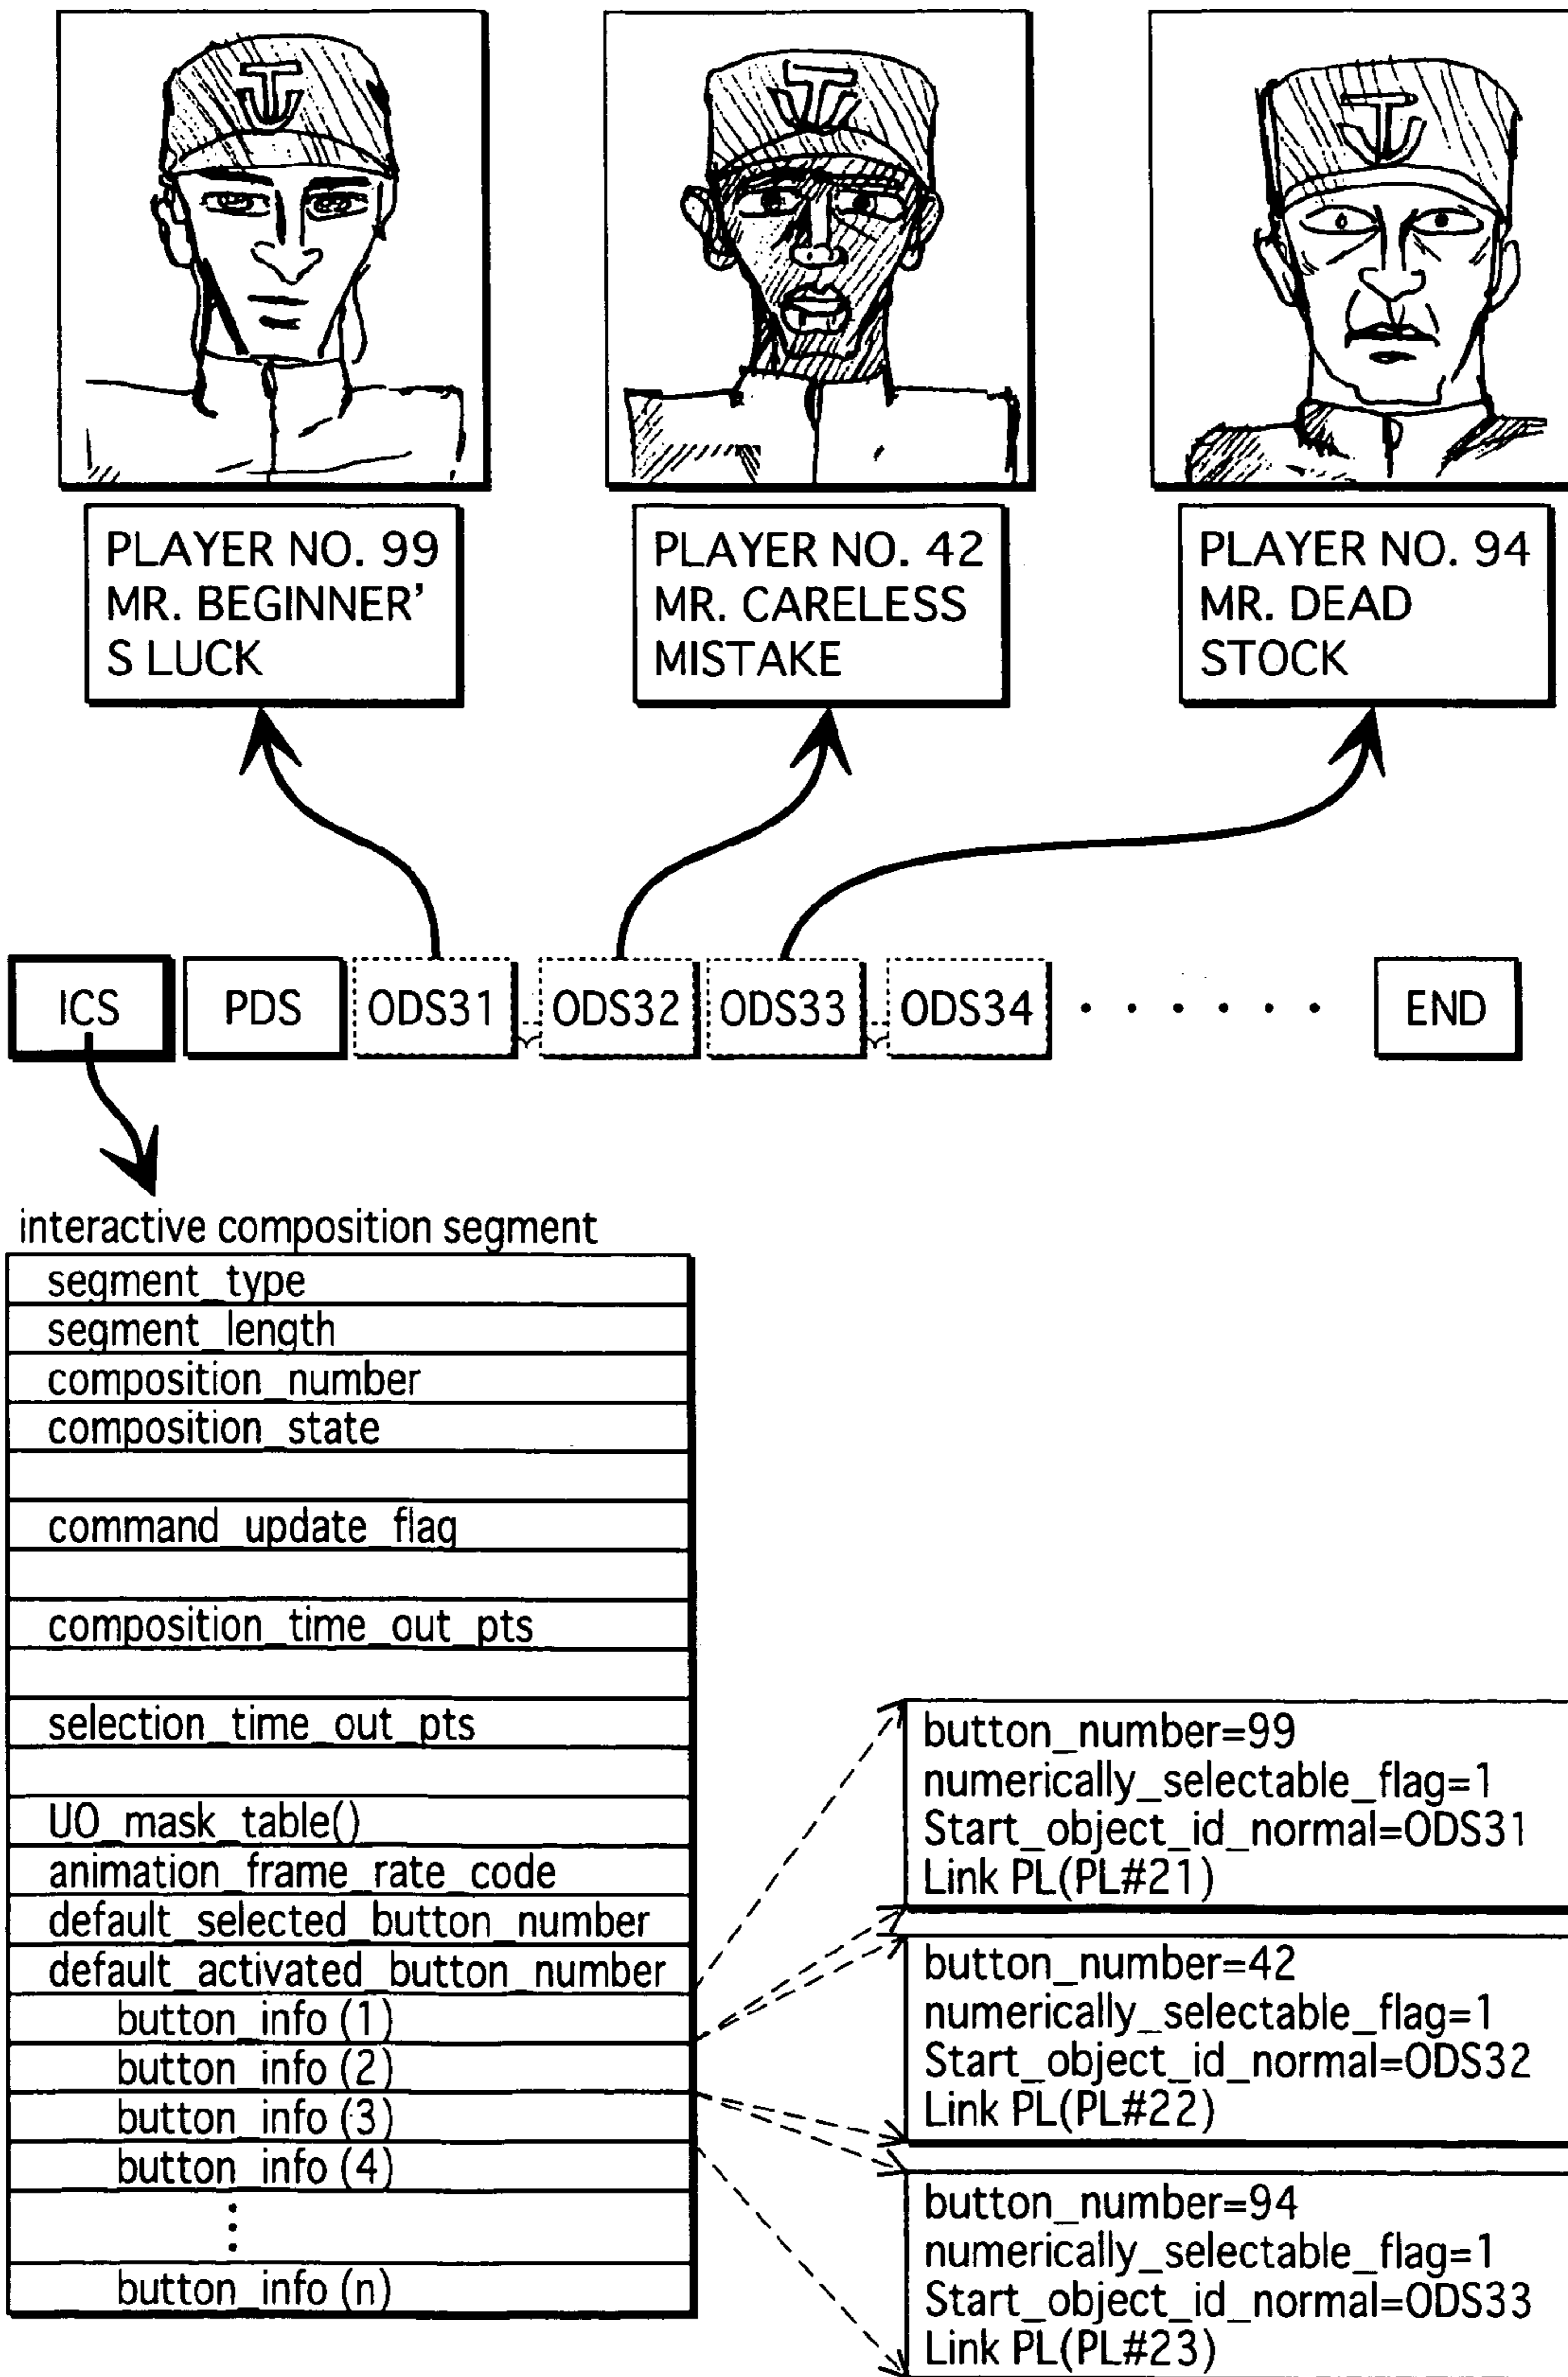 PLAYER NO. 99
MR. BEGINNER'
S LUCK
PLAYER NO. 42
MR. CARELESS
MISTAKE
PLAYER NO. 94
MR. DEAD
STOCK
ICS
PDS
ODS31
ODS32
ODS33
ODS34
END
interactive composition segment
segment_type
segment_length
composition_number
composition_state
command_update_flag
composition_time_out_pts
selection_time_out_pts
UO_mask_table()
animation_frame_rate_code
default_selected_button_number
default_activated_button_number
button_info (1)
button_info (2)
button_info (3)
button_info (4)
button_info (n)
button_number=99
numerically_selectable_flag=1
Start_object_id_normal=ODS31
Link PL(PL#21)
button_number=42
numerically_selectable_flag=1
Start_object_id_normal=ODS32
Link PL(PL#22)
button_number=94
numerically_selectable_flag=1
Start_object_id_normal=ODS33
Link PL(PL#23)